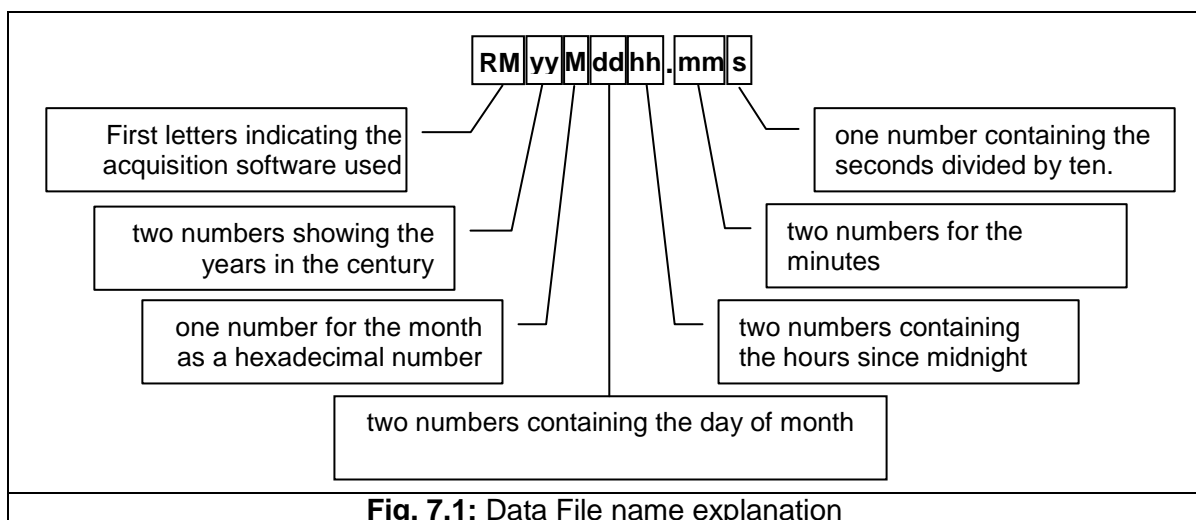 RM yy M dd hh . mm s
First letters indicating the
acquisition software used
one number containing the
seconds divided by ten.
two numbers showing the
years in the century
two numbers for the
minutes
one number for the month
as a hexadecimal number
two numbers containing
the hours since midnight
two numbers containing the day of month
Fig. 7.1: Data File name explanation